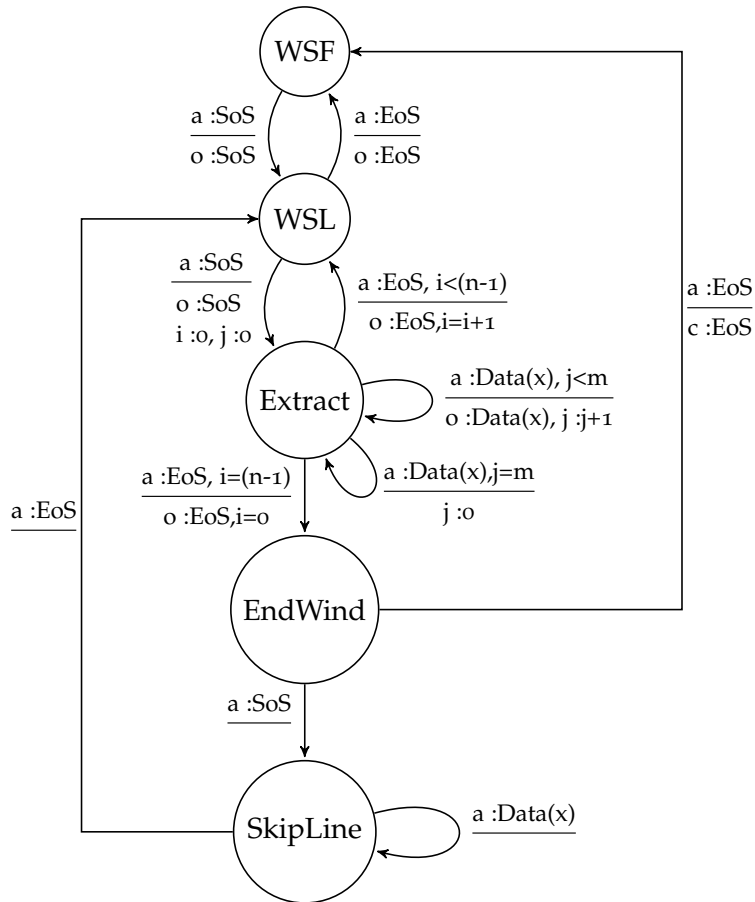 WSF
a :SoS
o :SoS
a :EoS
o :EoS
WSL
a :SoS
o :SoS
i :0, j :0
a :EoS, i<(n-1)
o :EoS,i=i+1
a :EoS
c :EoS
Extract
a :Data(x), j<m
o :Data(x), j :j+1
a :EoS, i=(n-1)
o :EoS,i=0
a :Data(x),j=m
j :0
a :EoS
EndWind
a :SoS
SkipLine
a :Data(x)